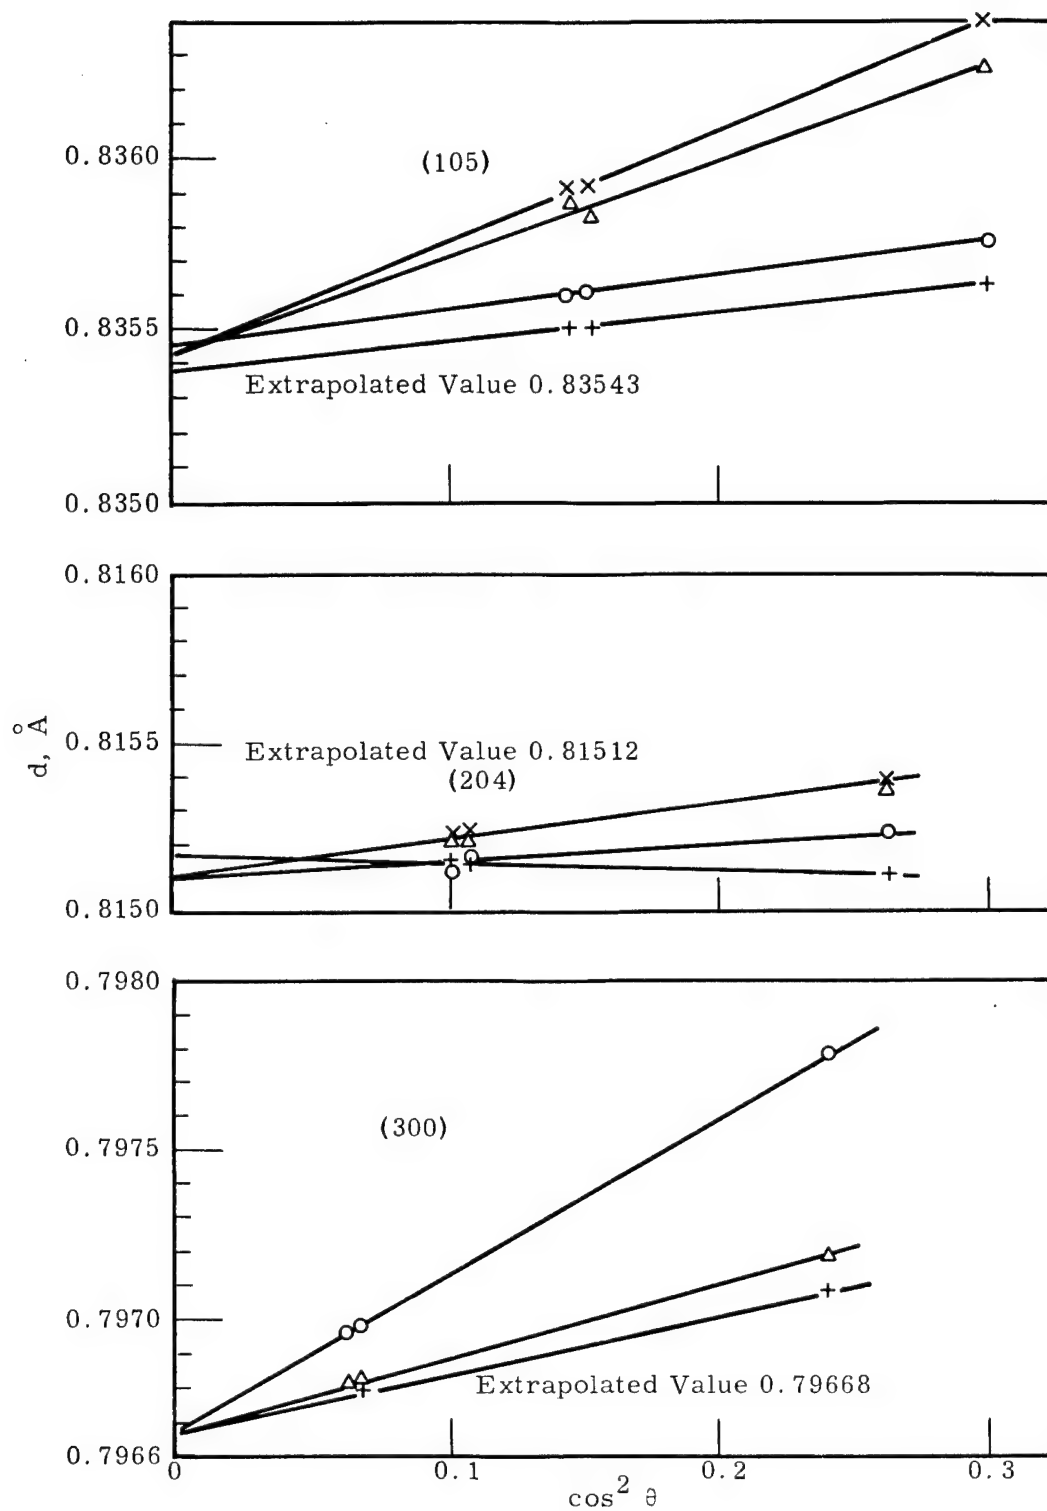 0.8360
(105)
0.8355
Extrapolated Value 0.83543
0.8350
0.8160
d, Å
0.8155
Extrapolated Value 0.81512
(204)
0.8150
0.7980
(300)
0.7975
0.7970
Extrapolated Value 0.79668
0.7966
0 0.1 0.2 0.3
cos² θ